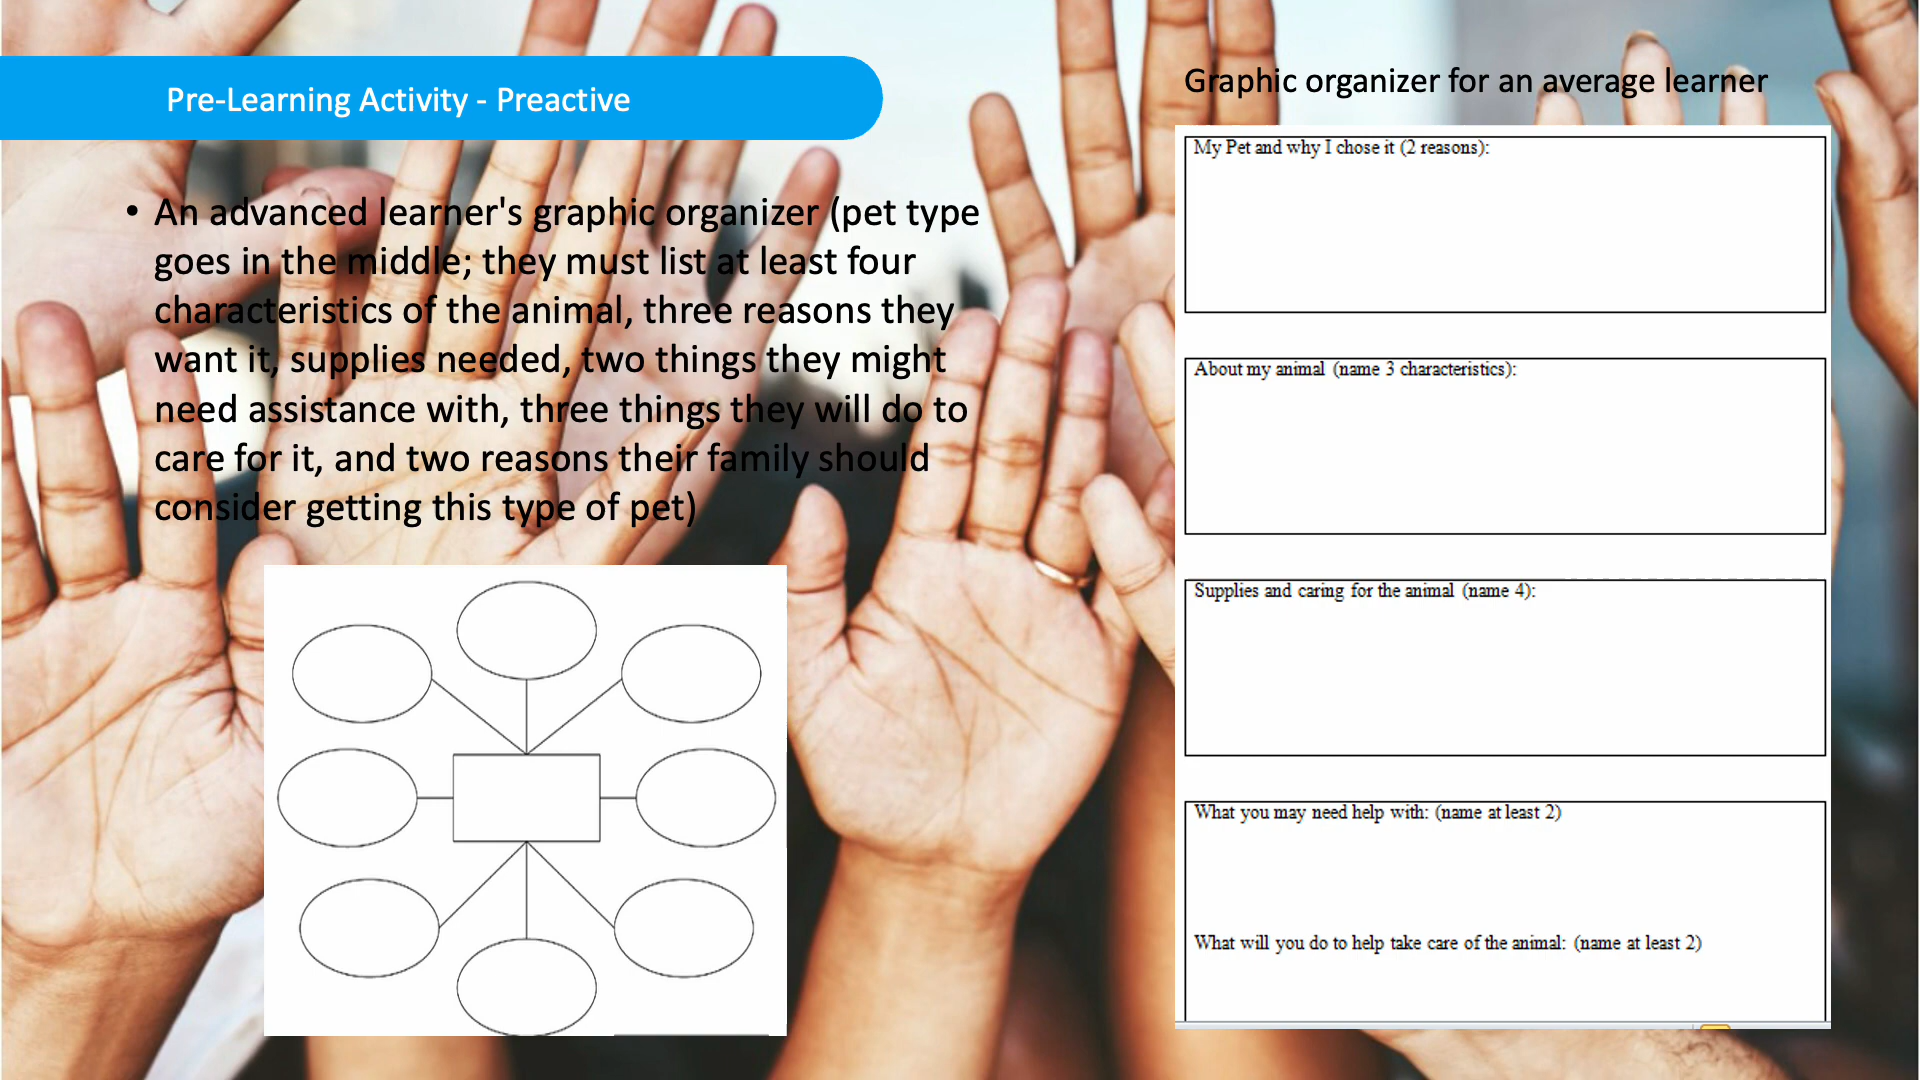 Pre-Learning Activity - Preactive
• An advanced learner's graphic organizer (pet type
goes in the middle; they must list at least four
characteristics of the animal, three reasons they
want it, supplies needed, two things they might
need assistance with, three things they will do to
care for it, and two reasons their family should
consider getting this type of pet)
Graphic organizer for an average learner
My Pet and why I chose it (2 reasons):
About my animal (name 3 characteristics):
Supplies and caring for the animal (name 4):
What you may need help with: (name at least 2)
What will you do to help take care of the animal: (name at least 2)